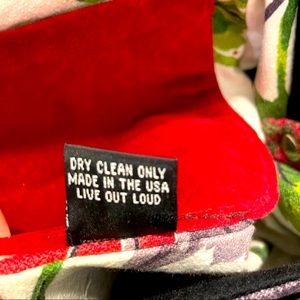 DRY CLEAN ONLY
MADE IN THE USA
LIVE OUT LOUD